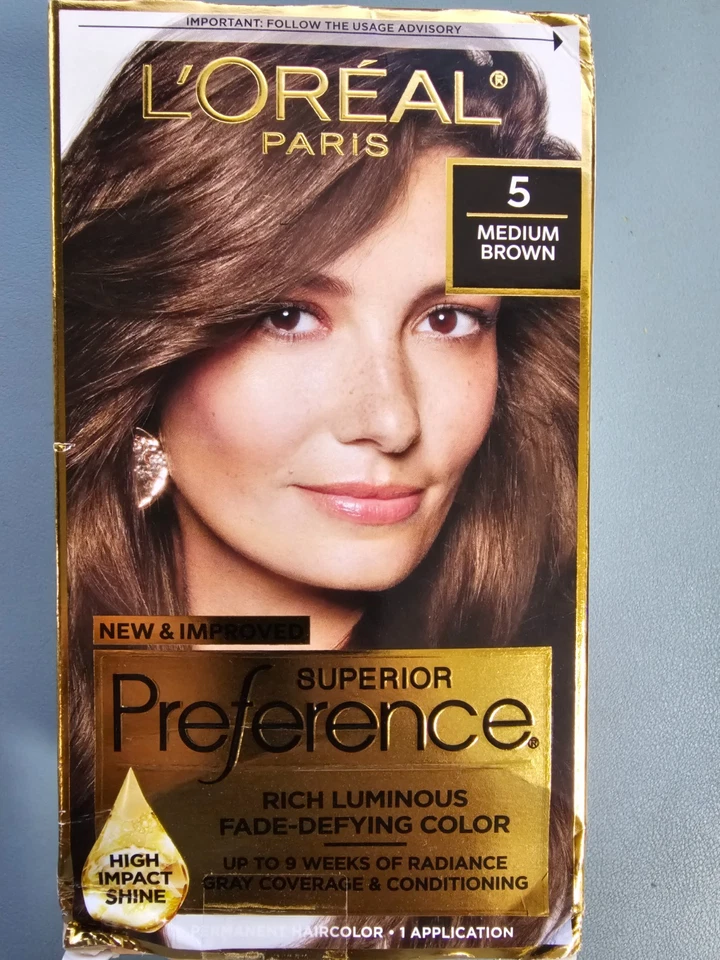 IMPORTANT: FOLLOW THE USAGE ADVISORY
L'ORÉAL®
PARIS
5
MEDIUM
BROWN
NEW & IMPROVED
SUPERIOR
Preference®
RICH LUMINOUS
FADE-DEFYING COLOR
UP TO 9 WEEKS OF RADIANCE
GRAY COVERAGE & CONDITIONING
HIGH
IMPACT
SHINE
PERMANENT HAIRCOLOR • 1 APPLICATION